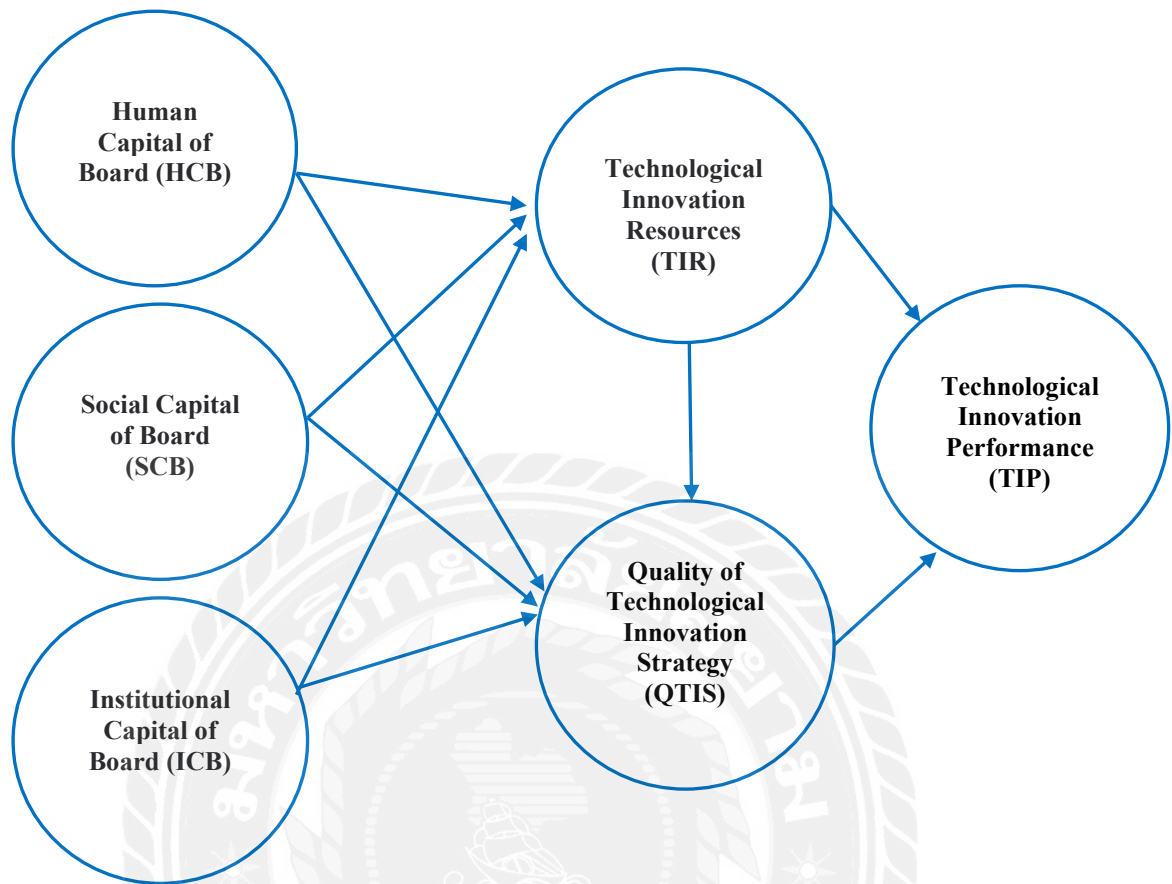 Human
Capital of
Board (HCB)
Technological
Innovation
Resources
(TIR)
Social Capital
of Board
(SCB)
Technological
Innovation
Performance
(TIP)
Quality of
Technological
Innovation
Strategy
(QTIS)
Institutional
Capital of
Board (ICB)